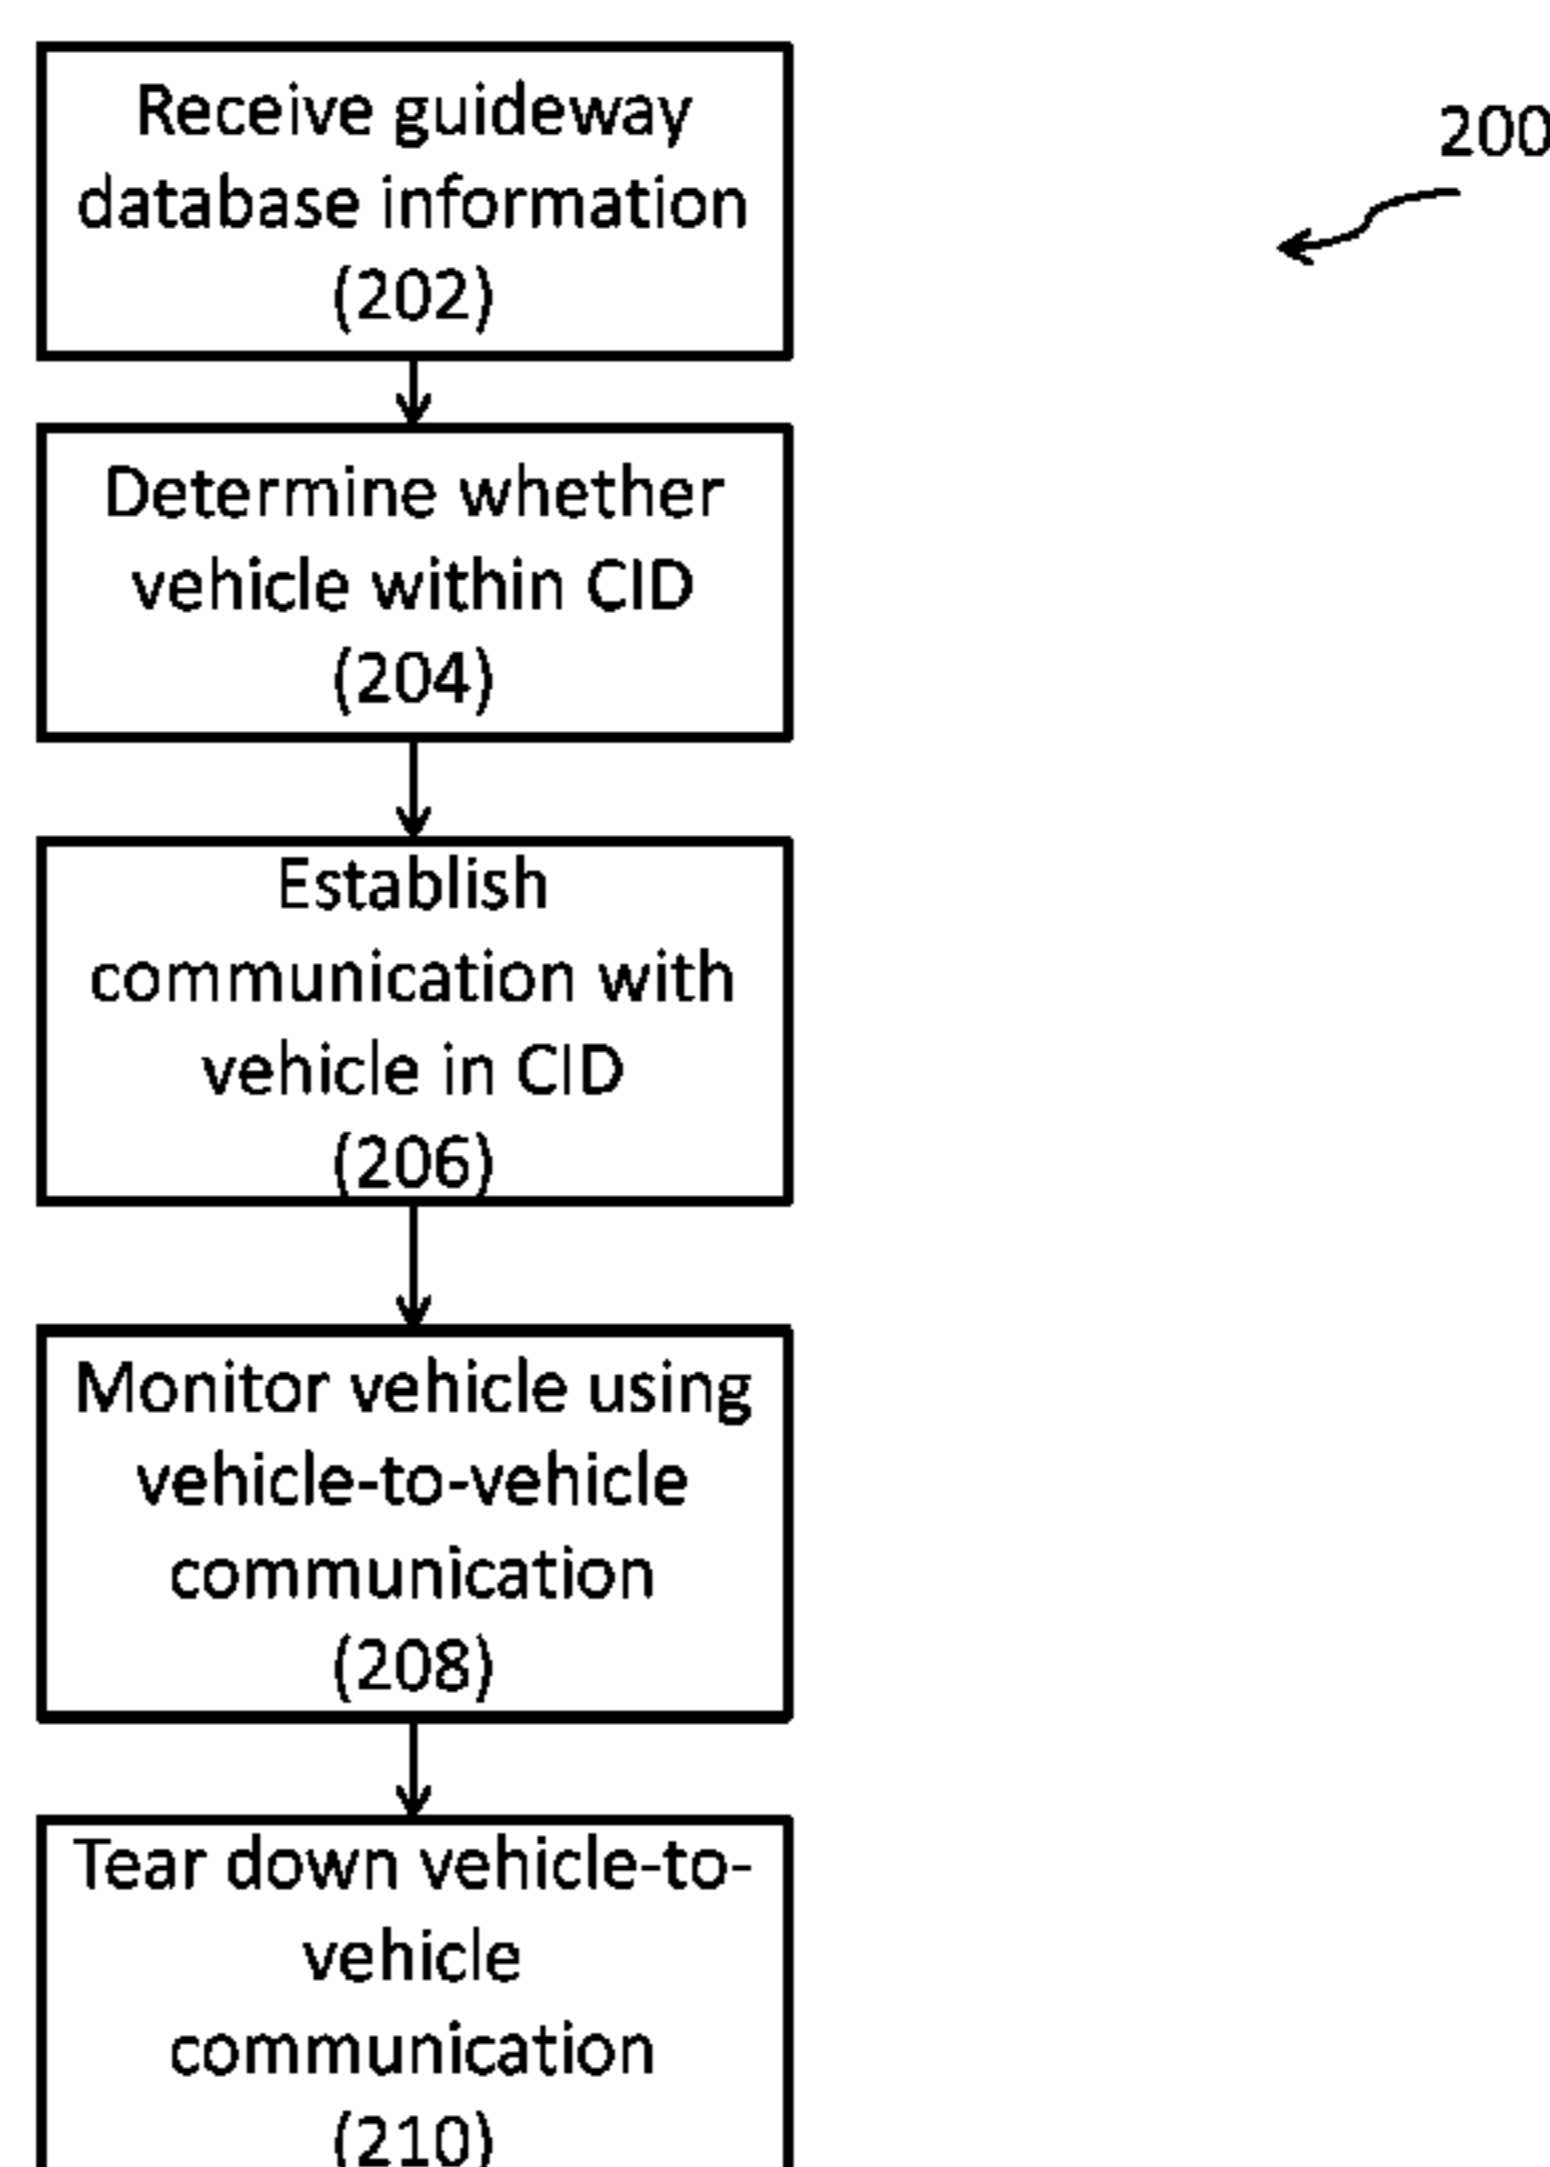 Receive guideway
database information
(202)
200
Determine whether
vehicle within CID
(204)
Establish
communication with
vehicle in CID
(206)
Monitor vehicle using
vehicle-to-vehicle
communication
(208)
Tear down vehicle-to-
vehicle
communication
(210)